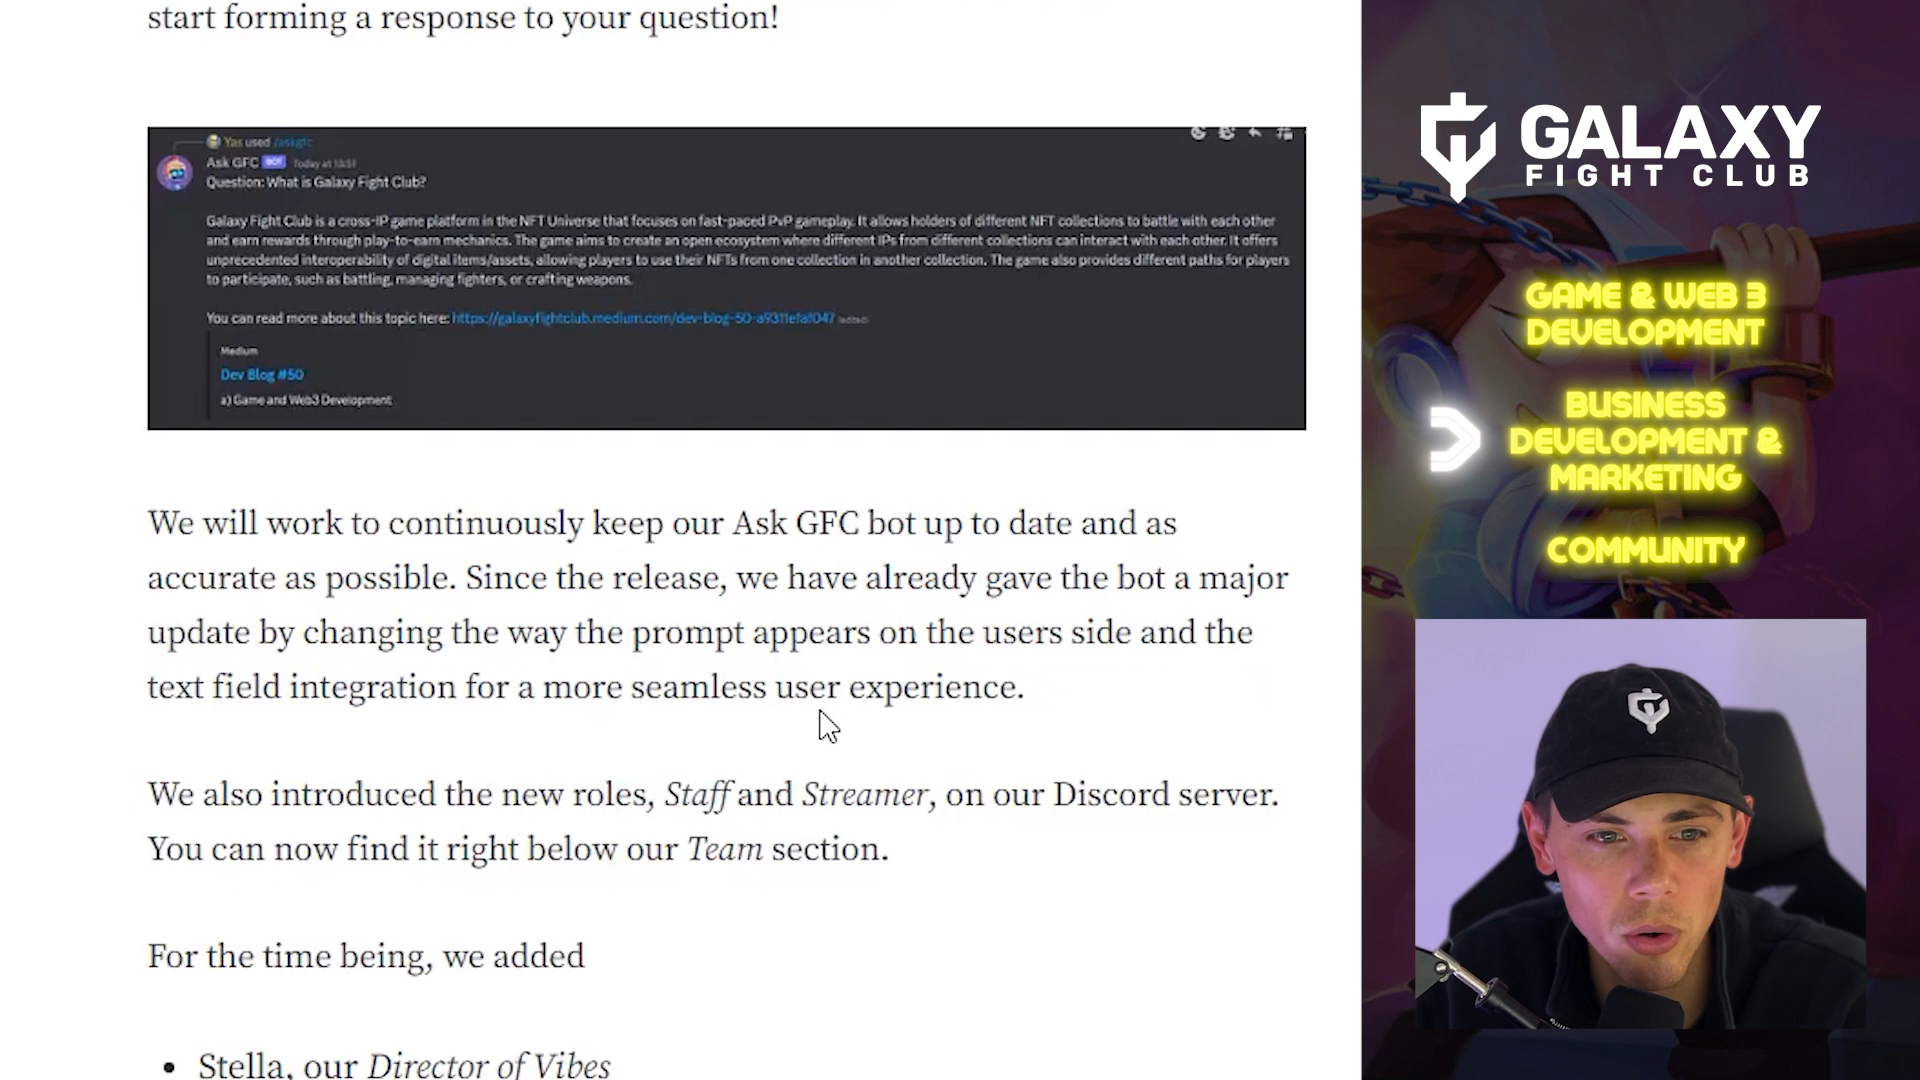 start forming a response to your question!
Yas used /askgfc
Ask GFC BOT Today at 13:51
Question: What is Galaxy Fight Club?
Galaxy Fight Club is a cross-IP game platform in the NFT Universe that focuses on fast-paced PvP gameplay. It allows holders of different NFT collections to battle with each other
and earn rewards through play-to-earn mechanics. The game aims to create an open ecosystem where different IPs from different collections can interact with each other. It offers
unprecedented interoperability of digital items/assets, allowing players to use their NFTs from one collection in another collection. The game also provides different paths for players
to participate, such as battling, managing fighters, or crafting weapons.
You can read more about this topic here: https://galaxyfightclub.medium.com/dev-blog-50-a9311efaf047 (edited)
Medium
Dev Blog #50
a) Game and Web3 Development
We will work to continuously keep our Ask GFC bot up to date and as
accurate as possible. Since the release, we have already gave the bot a major
update by changing the way the prompt appears on the users side and the
text field integration for a more seamless user experience.
We also introduced the new roles, Staff and Streamer, on our Discord server.
You can now find it right below our Team section.
For the time being, we added
• Stella, our Director of Vibes
GALAXY
FIGHT CLUB
GAME & WEB 3
DEVELOPMENT
BUSINESS
DEVELOPMENT &
MARKETING
COMMUNITY